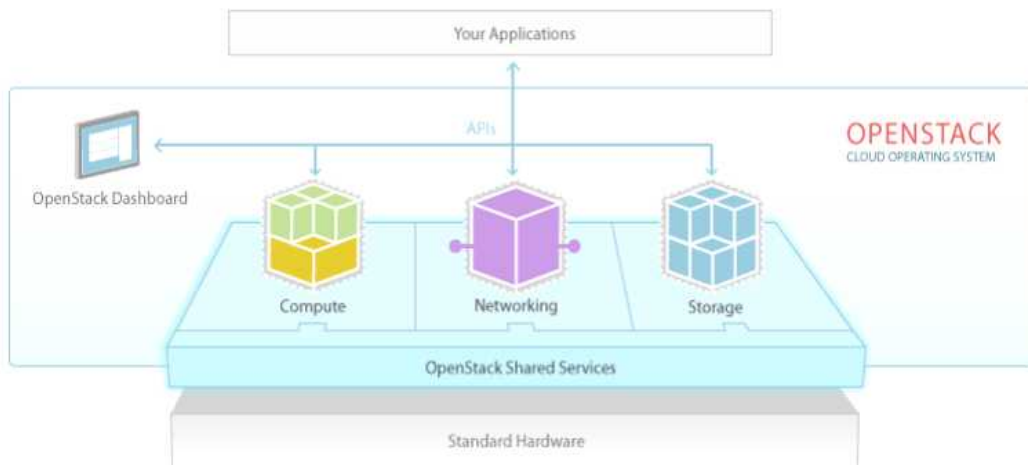 Your Applications
APIs
OPENSTACK
CLOUD OPERATING SYSTEM
OpenStack Dashboard
Compute
Networking
Storage
OpenStack Shared Services
Standard Hardware